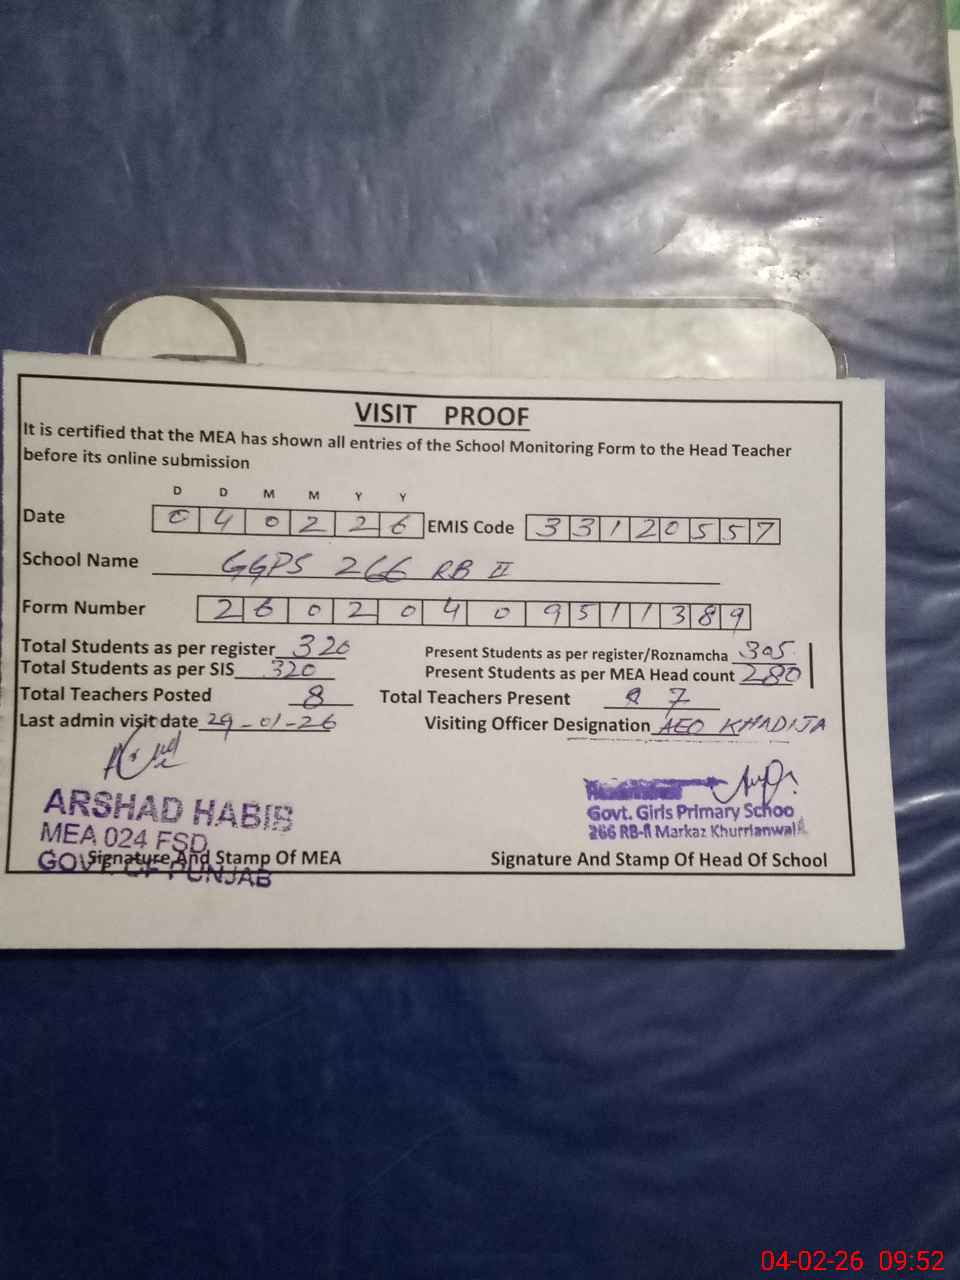 VISIT PROOF
It is certified that the MEA has shown all entries of the School Monitoring Form to the Head Teacher
before its online submission
D D M M Y Y
Date 0 4 0 2 2 6 EMIS Code 3 3 1 2 0 5 5 7
School Name GGPS 266 RB II
Form Number 2 6 0 2 0 4 0 9 5 1 1 3 8 9
Total Students as per register 320 Present Students as per register/Roznamcha 305
Total Students as per SIS 320 Present Students as per MEA Head count 280
Total Teachers Posted 8 Total Teachers Present 7
Last admin visit date 29-01-26 Visiting Officer Designation AEO KHADIJA
ARSHAD HABIB
MEA 024 FSD
GOVT. OF PUNJAB
Signature And Stamp Of MEA
Govt. Girls Primary Schoo
266 RB-II Markaz Khurrianwala
Signature And Stamp Of Head Of School
04-02-26 09:52